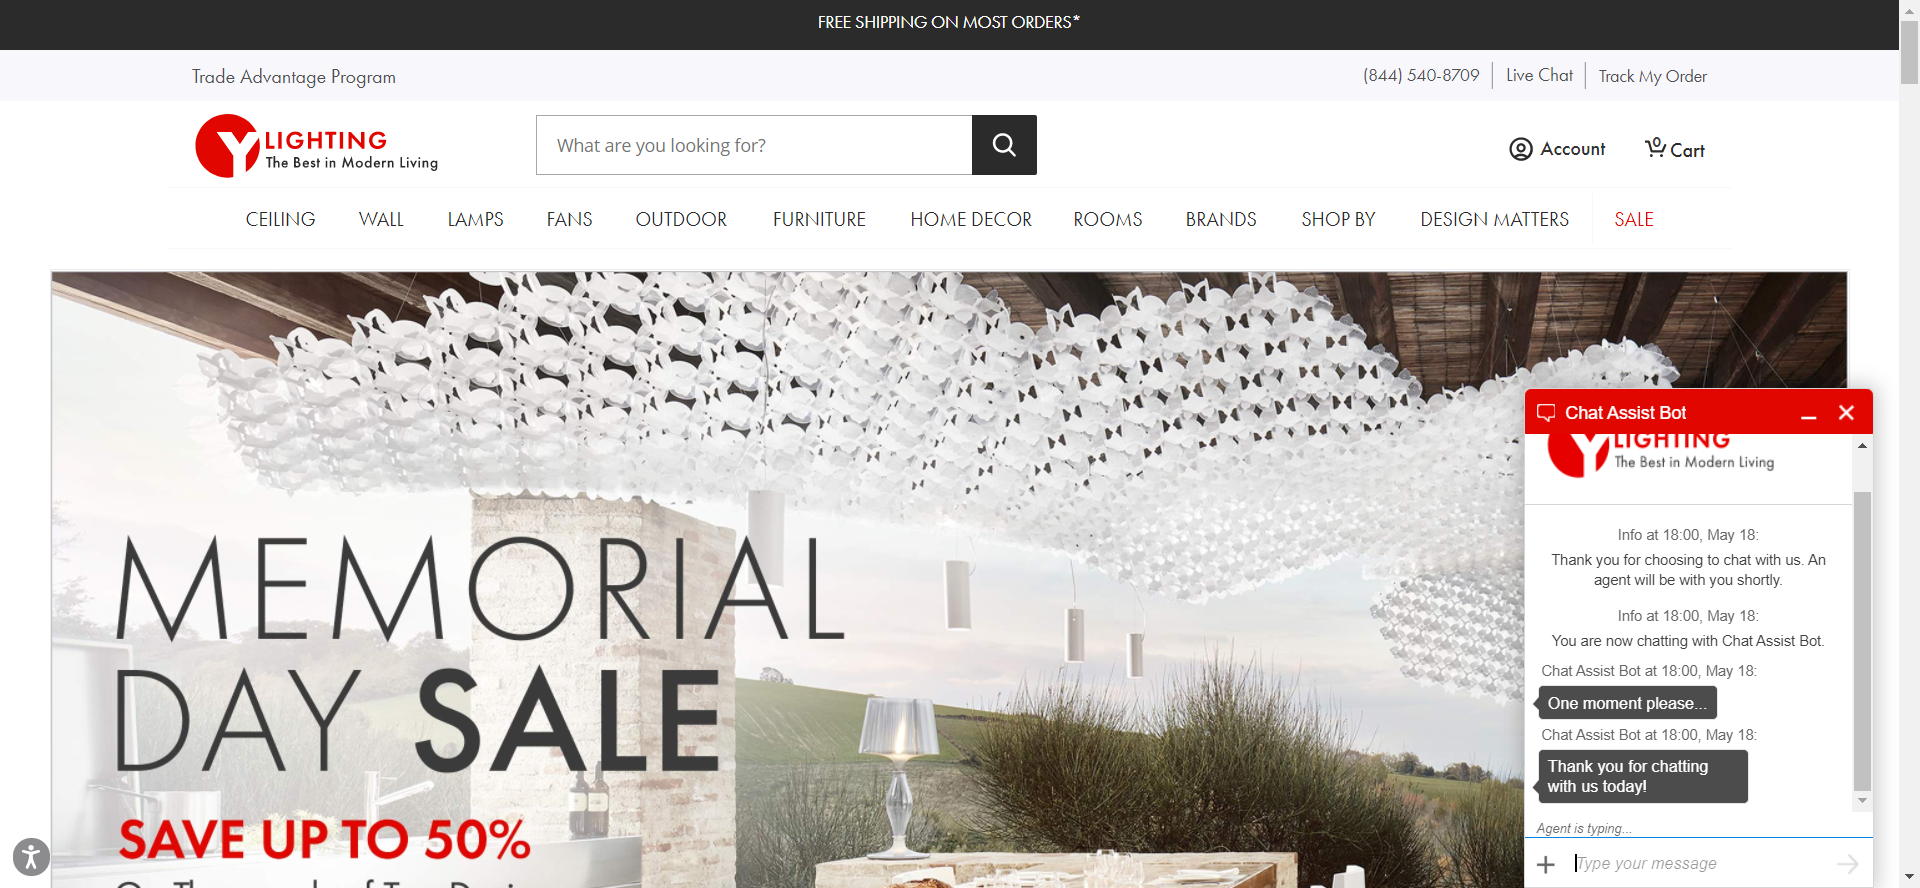 FREE SHIPPING ON MOST ORDERS*
Trade Advantage Program
(844) 540-8709
Live Chat
Track My Order
Y LIGHTING
The Best in Modern Living
What are you looking for?
Account
0
Cart
CEILING
WALL
LAMPS
FANS
OUTDOOR
FURNITURE
HOME DECOR
ROOMS
BRANDS
SHOP BY
DESIGN MATTERS
SALE
MEMORIAL
DAY SALE
SAVE UP TO 50%
Chat Assist Bot
Y LIGHTING
The Best in Modern Living
Info at 18:00, May 18:
Thank you for choosing to chat with us. An
agent will be with you shortly.
Info at 18:00, May 18:
You are now chatting with Chat Assist Bot.
Chat Assist Bot at 18:00, May 18:
One moment please...
Chat Assist Bot at 18:00, May 18:
Thank you for chatting
with us today!
Agent is typing...
Type your message